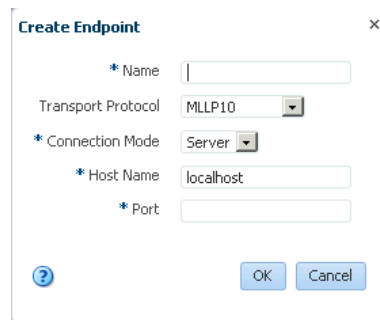 Create Endpoint ×
* Name
Transport Protocol MLLP10
* Connection Mode Server
* Host Name localhost
* Port
? OK Cancel